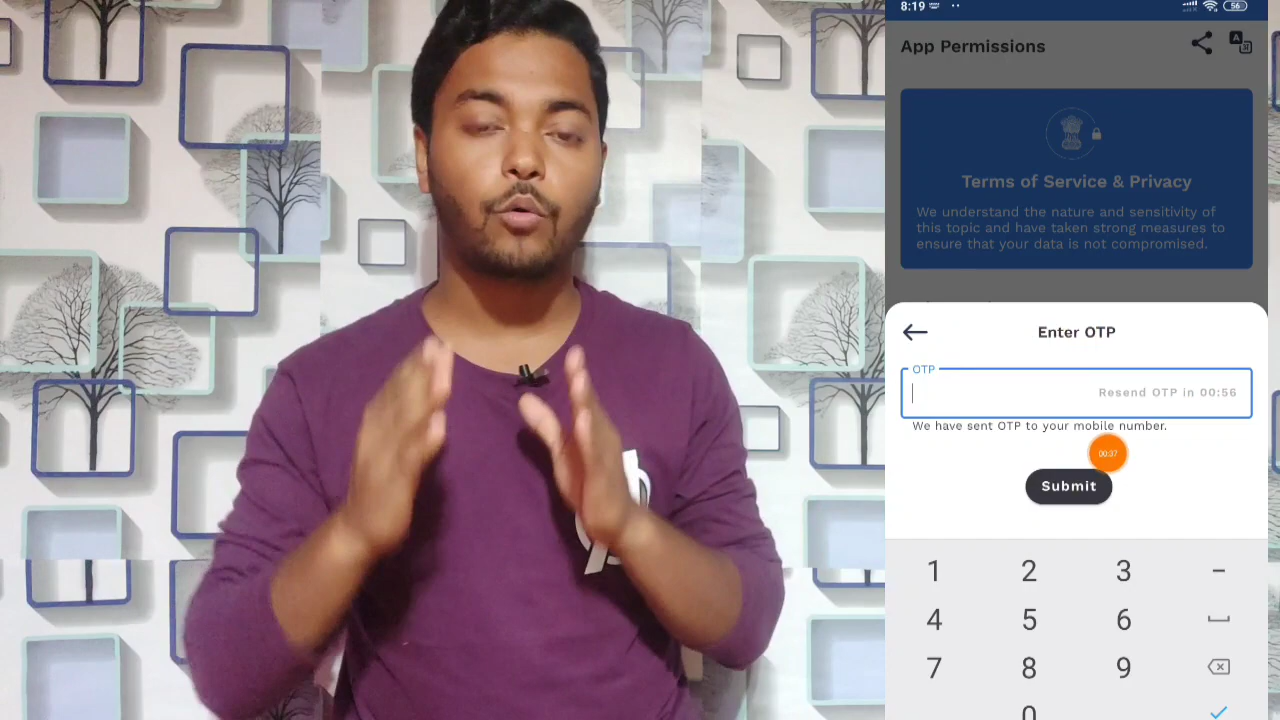 8:19
56
App Permissions
Terms of Service & Privacy
We understand the nature and sensitivity of
this topic and have taken strong measures to
ensure that your data is not compromised.
Enter OTP
OTP
Resend OTP in 00:56
We have sent OTP to your mobile number.
00:37
Submit
1 2 3 -
4 5 6
7 8 9
0